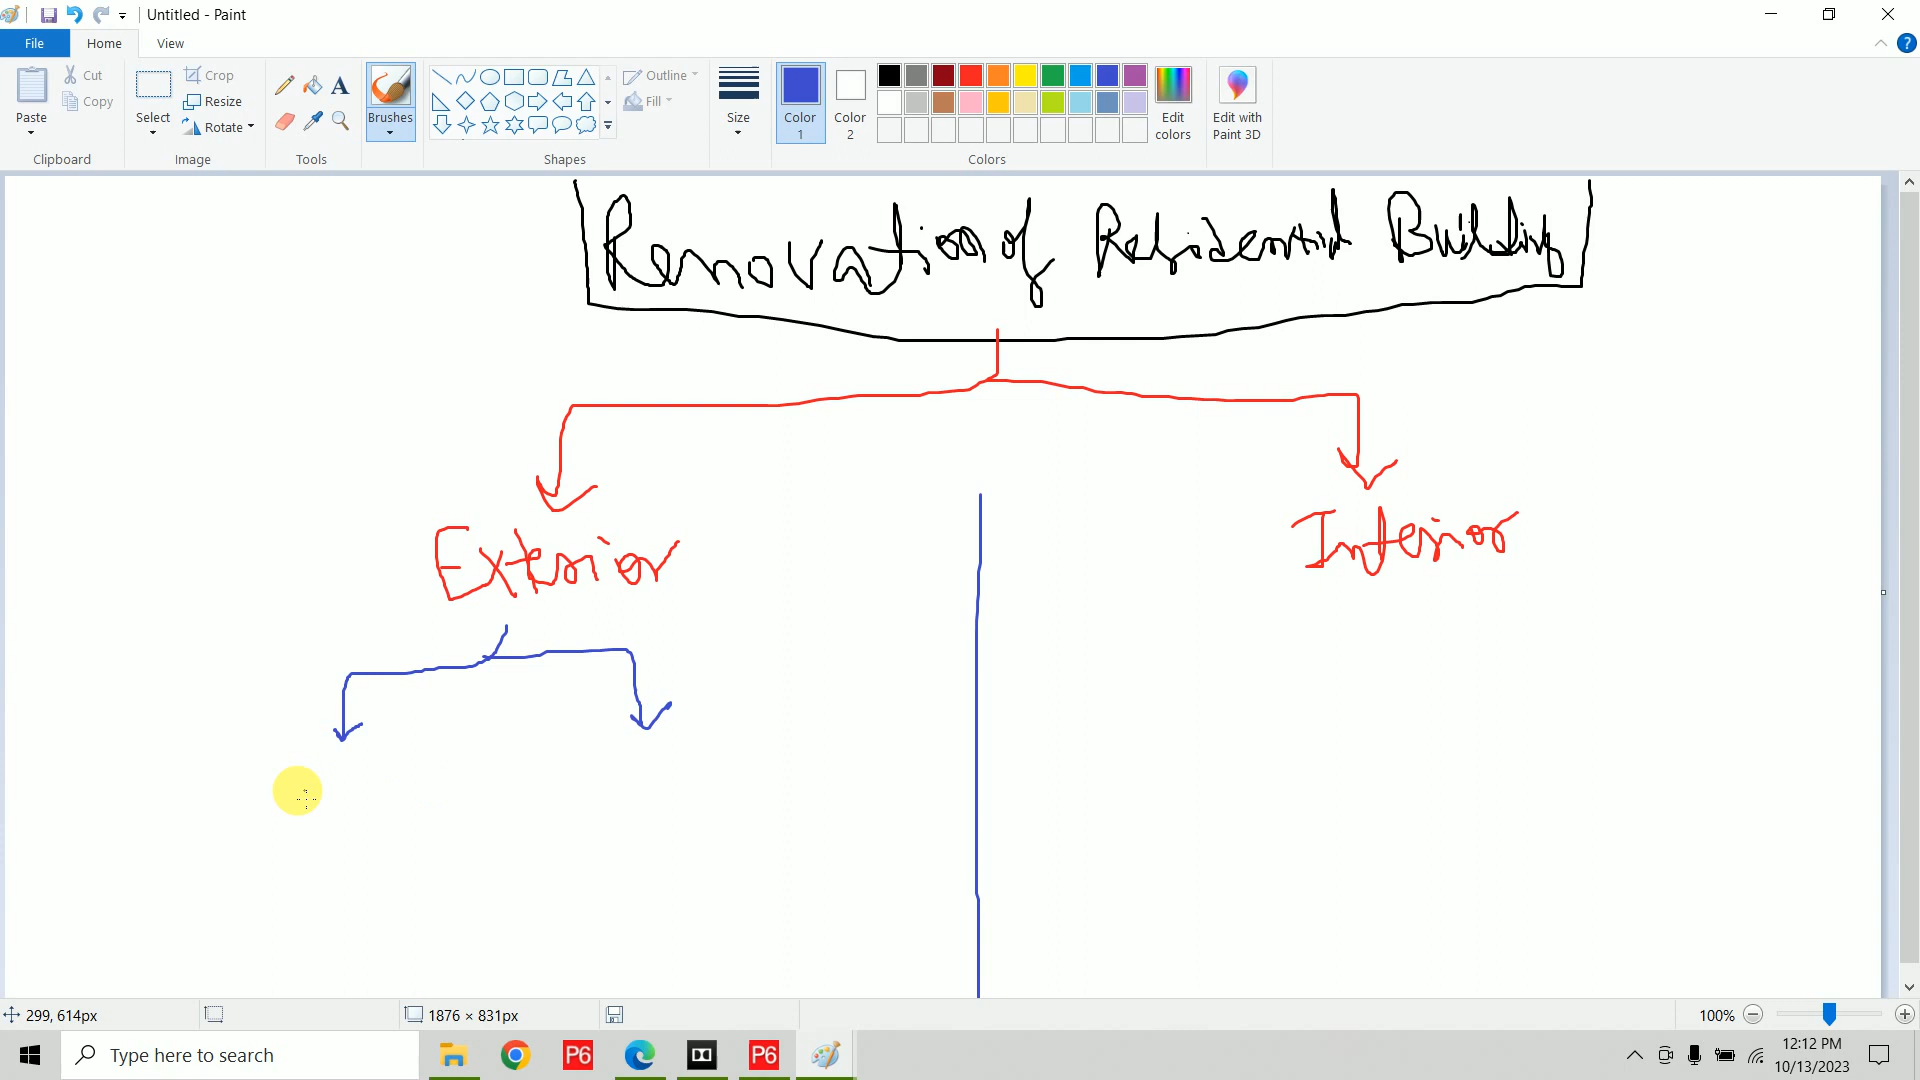 Untitled - Paint
File
Home
View
Paste
Cut
Copy
Clipboard
Select
Crop
Resize
Rotate
Image
Tools
Brushes
Outline
Fill
Shapes
Size
Color 1
Color 2
Edit colors
Edit with Paint 3D
Colors
Renovation of Residential Building
Exterior
Interior
299, 614px
1876 × 831px
100%
Type here to search
P6
P6
12:12 PM
10/13/2023